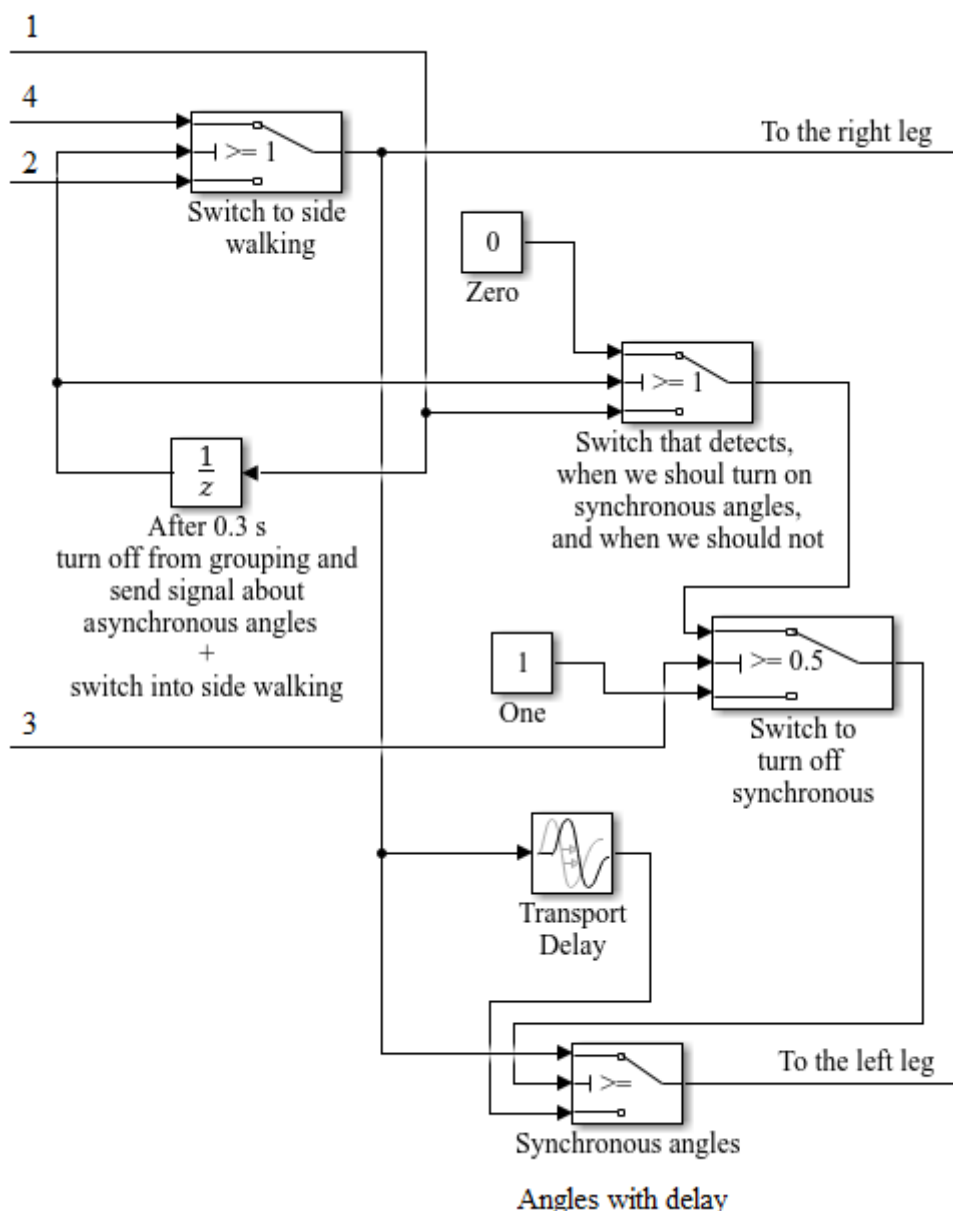 1
4
2
>= 1
Switch to side
walking
To the right leg
0
Zero
>= 1
Switch that detects,
when we shoul turn on
synchronous angles,
and when we should not
1
z
After 0.3 s
turn off from grouping and
send signal about
asynchronous angles
+
switch into side walking
1
One
>= 0.5
Switch to
turn off
synchronous
3
Transport
Delay
>=
Synchronous angles
To the left leg
Angles with delay